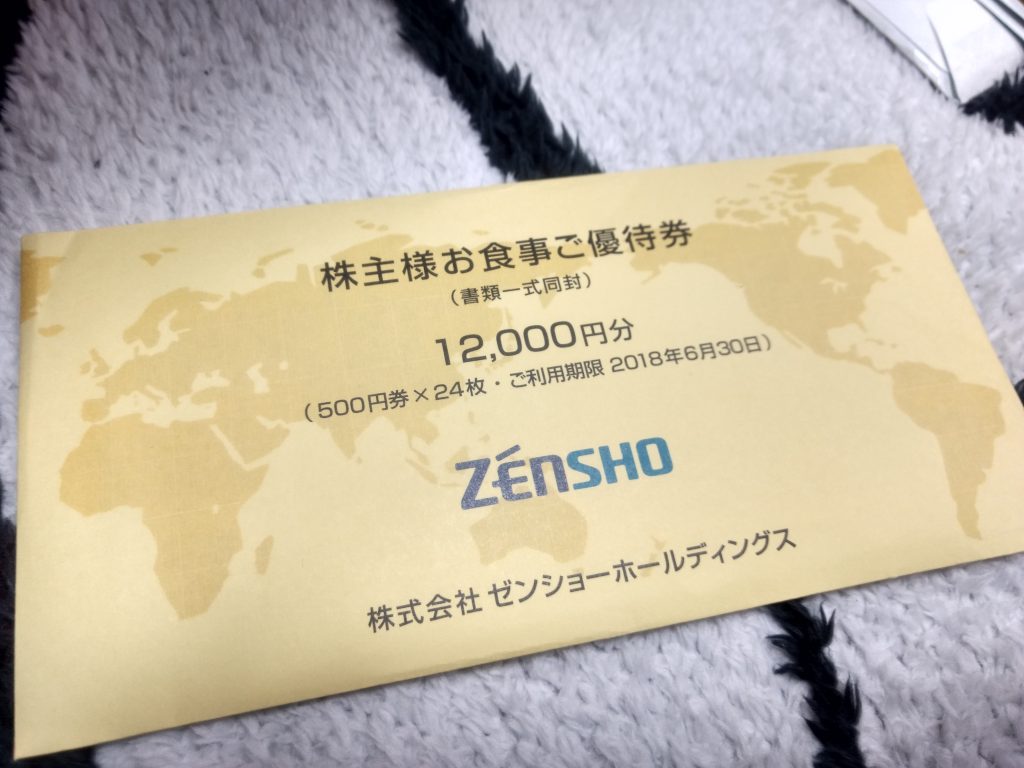 株主様お食事ご優待券
（書類一式同封）
12,000円分
（500円券×24枚・ご利用期限 2018年6月30日）
ZénSHO
株式会社 ゼンショーホールディングス